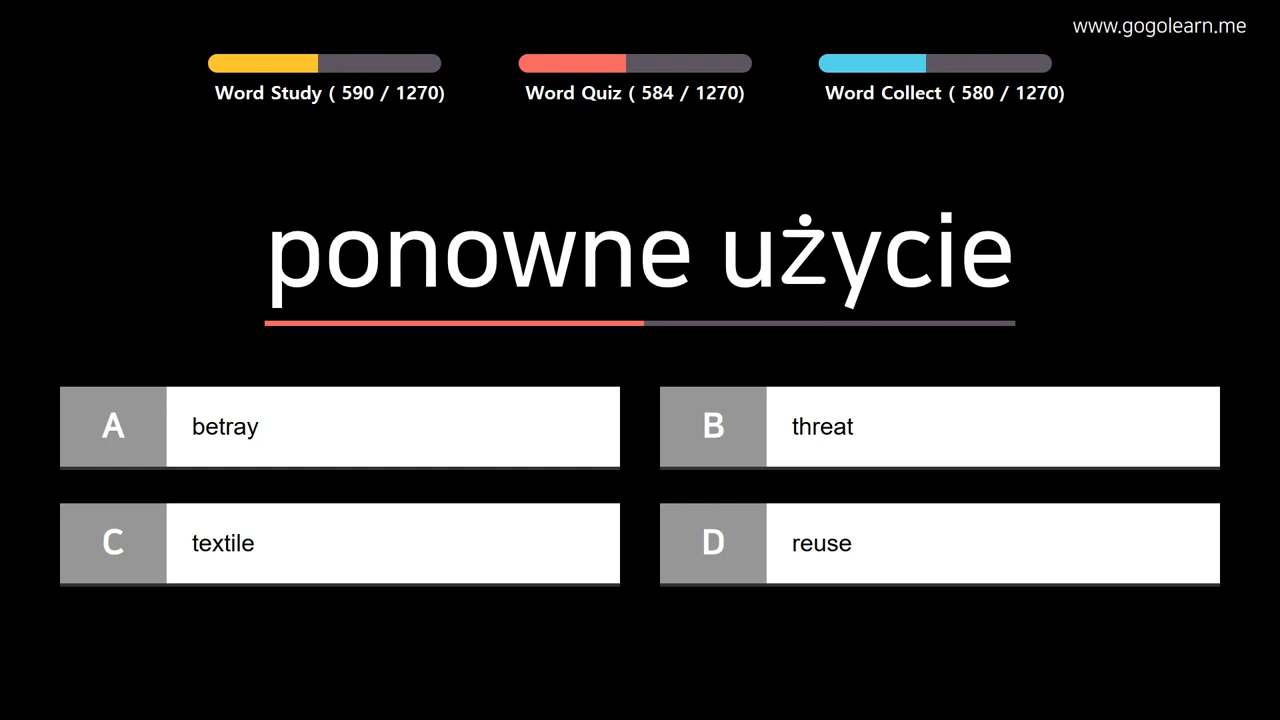 www.gogolearn.me
Word Study ( 590 / 1270)
Word Quiz ( 584 / 1270)
Word Collect ( 580 / 1270)
ponowne użycie
A
betray
B
threat
C
textile
D
reuse